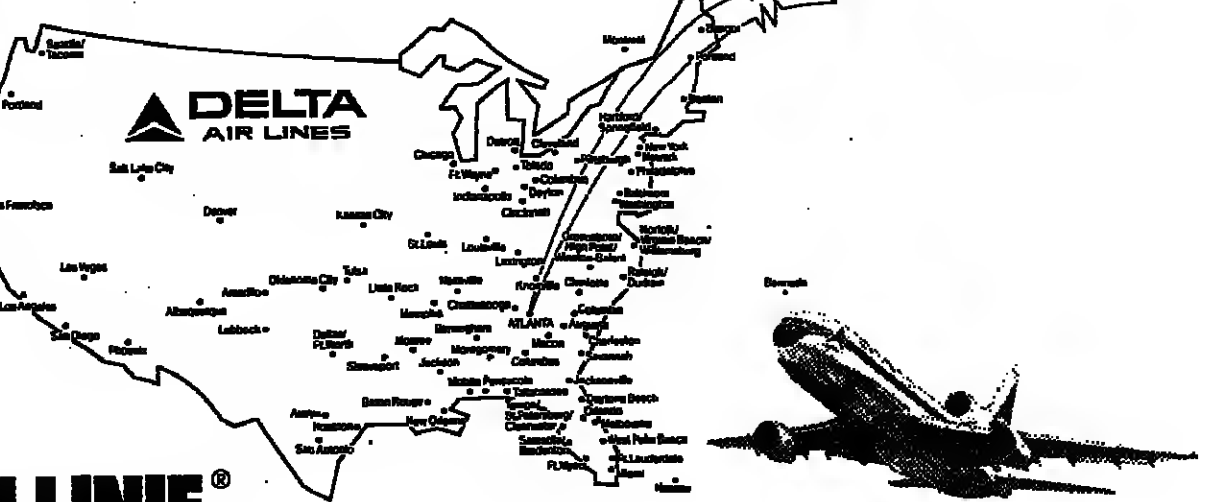 Bangor
Montreal
Seattle/
Tacoma
Portland
Portland
DELTA
AIR LINES
Boston
Hartford/
Springfield
Detroit
Cleveland
New York
Newark
Chicago
Pittsburgh
Toledo
Philadelphia
Salt Lake City
Ft. Wayne
Columbus
Dayton
Indianapolis
Baltimore
Washington
Cincinnati
Francisco
Denver
Kansas City
St. Louis
Louisville
Lexington
Greensboro/
High Point/
Winston-Salem
Norfolk/
Virginia Beach/
Williamsburg
Las Vegas
Tulsa
Oklahoma City
Amarillo
Little Rock
Nashville
Knoxville
Charlotte
Raleigh/
Durham
Bermuda
Los Angeles
Albuquerque
Memphis
Chattanooga
Columbia
ATLANTA
Augusta
San Diego
Lubbock
Dallas/
Ft. Worth
Birmingham
Macon
Charleston
Phoenix
Monroe
Montgomery
Columbus
Savannah
Shreveport
Jackson
Jacksonville
Mobile
Pensacola
Tallahassee
Daytona Beach
Baton Rouge
Tampa/
St. Petersburg/
Clearwater
Orlando
Melbourne
Austin
Houston
New Orleans
San Antonio
Sarasota/
Bradenton
West Palm Beach
Ft. Myers
Ft. Lauderdale
Miami
Nassau
®